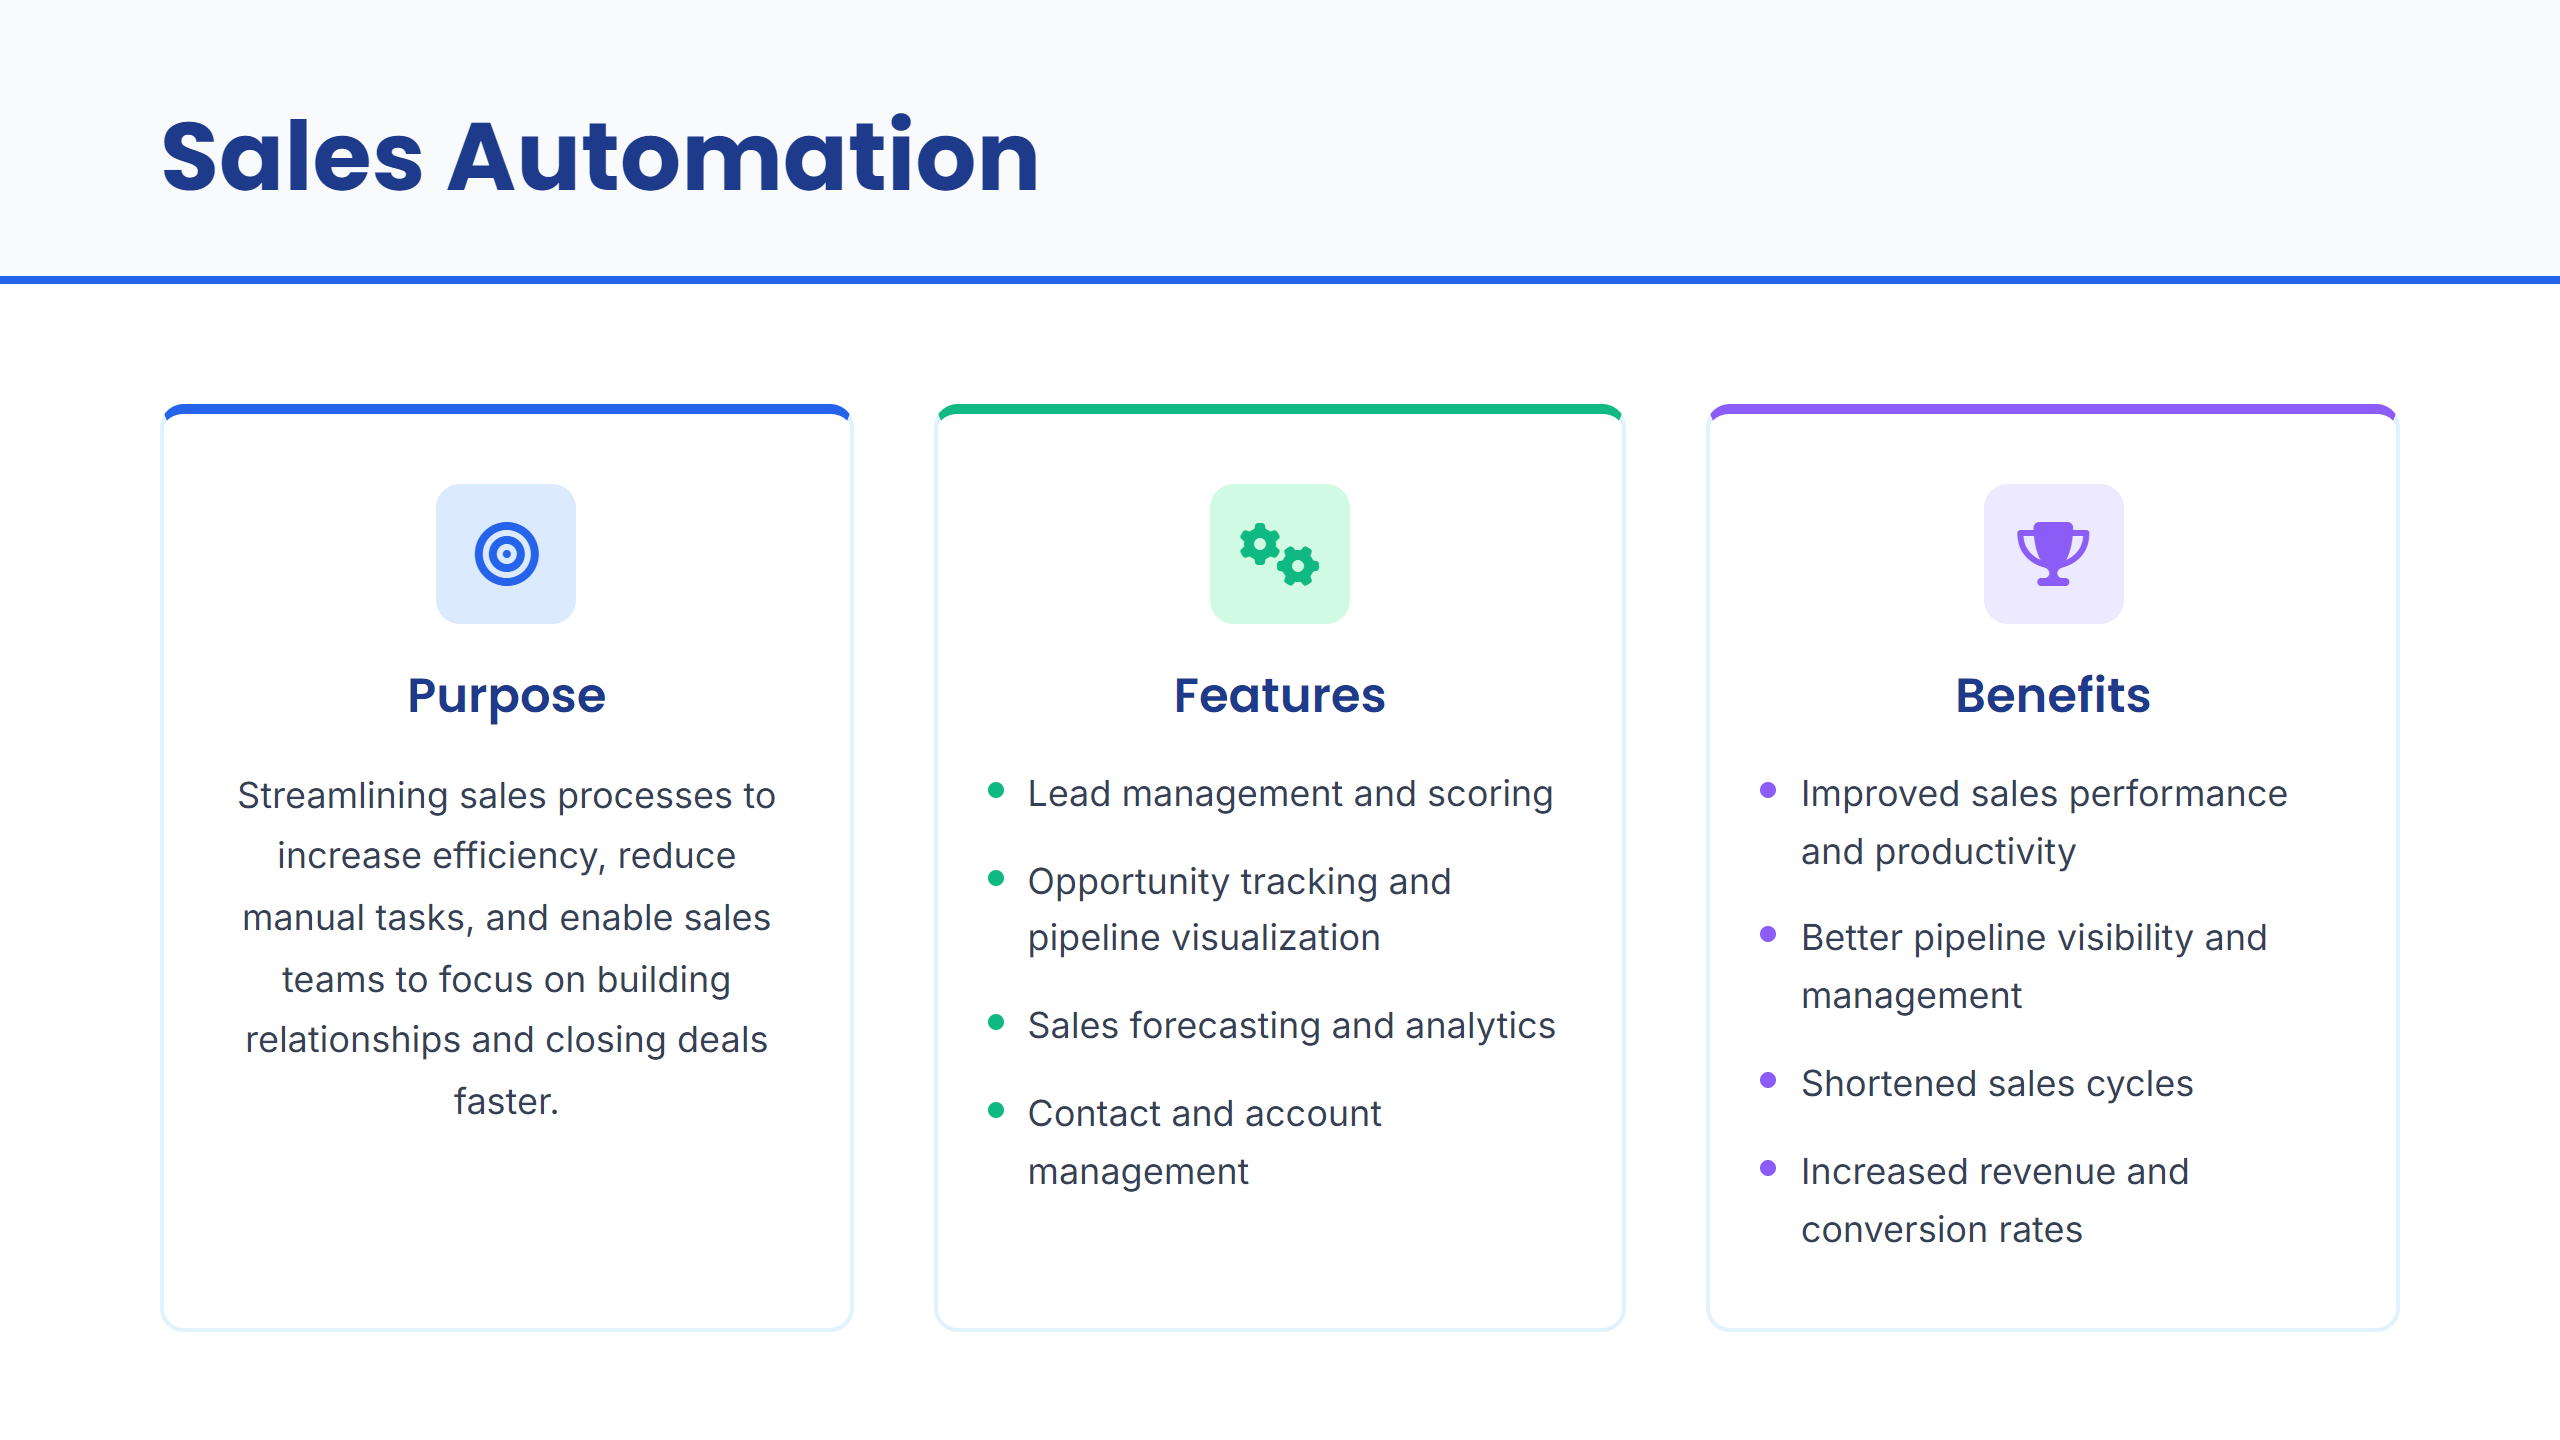 Sales Automation
Purpose
Streamlining sales processes to
increase efficiency, reduce
manual tasks, and enable sales
teams to focus on building
relationships and closing deals
faster.
Features
Lead management and scoring
Opportunity tracking and
pipeline visualization
Sales forecasting and analytics
Contact and account
management
Benefits
Improved sales performance
and productivity
Better pipeline visibility and
management
Shortened sales cycles
Increased revenue and
conversion rates